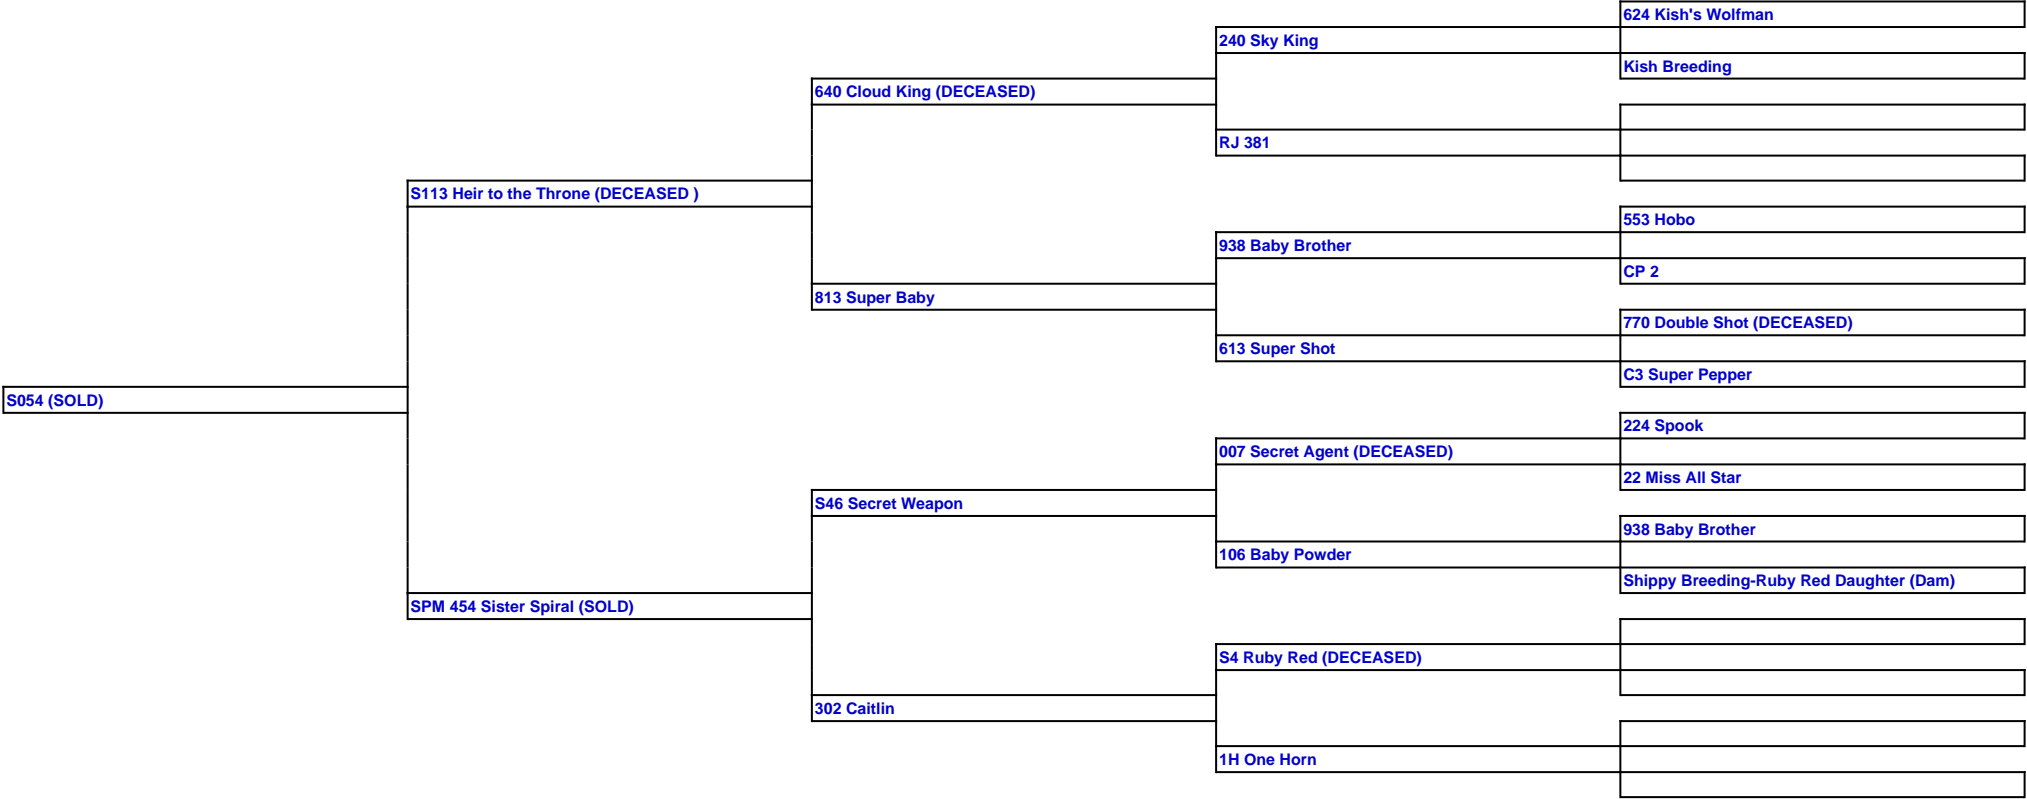 624 Kish's Wolfman
240 Sky King
Kish Breeding
640 Cloud King (DECEASED)
RJ 381
S113 Heir to the Throne (DECEASED )
553 Hobo
938 Baby Brother
CP 2
813 Super Baby
770 Double Shot (DECEASED)
613 Super Shot
C3 Super Pepper
S054 (SOLD)
224 Spook
007 Secret Agent (DECEASED)
22 Miss All Star
S46 Secret Weapon
938 Baby Brother
106 Baby Powder
Shippy Breeding-Ruby Red Daughter (Dam)
SPM 454 Sister Spiral (SOLD)
S4 Ruby Red (DECEASED)
302 Caitlin
1H One Horn